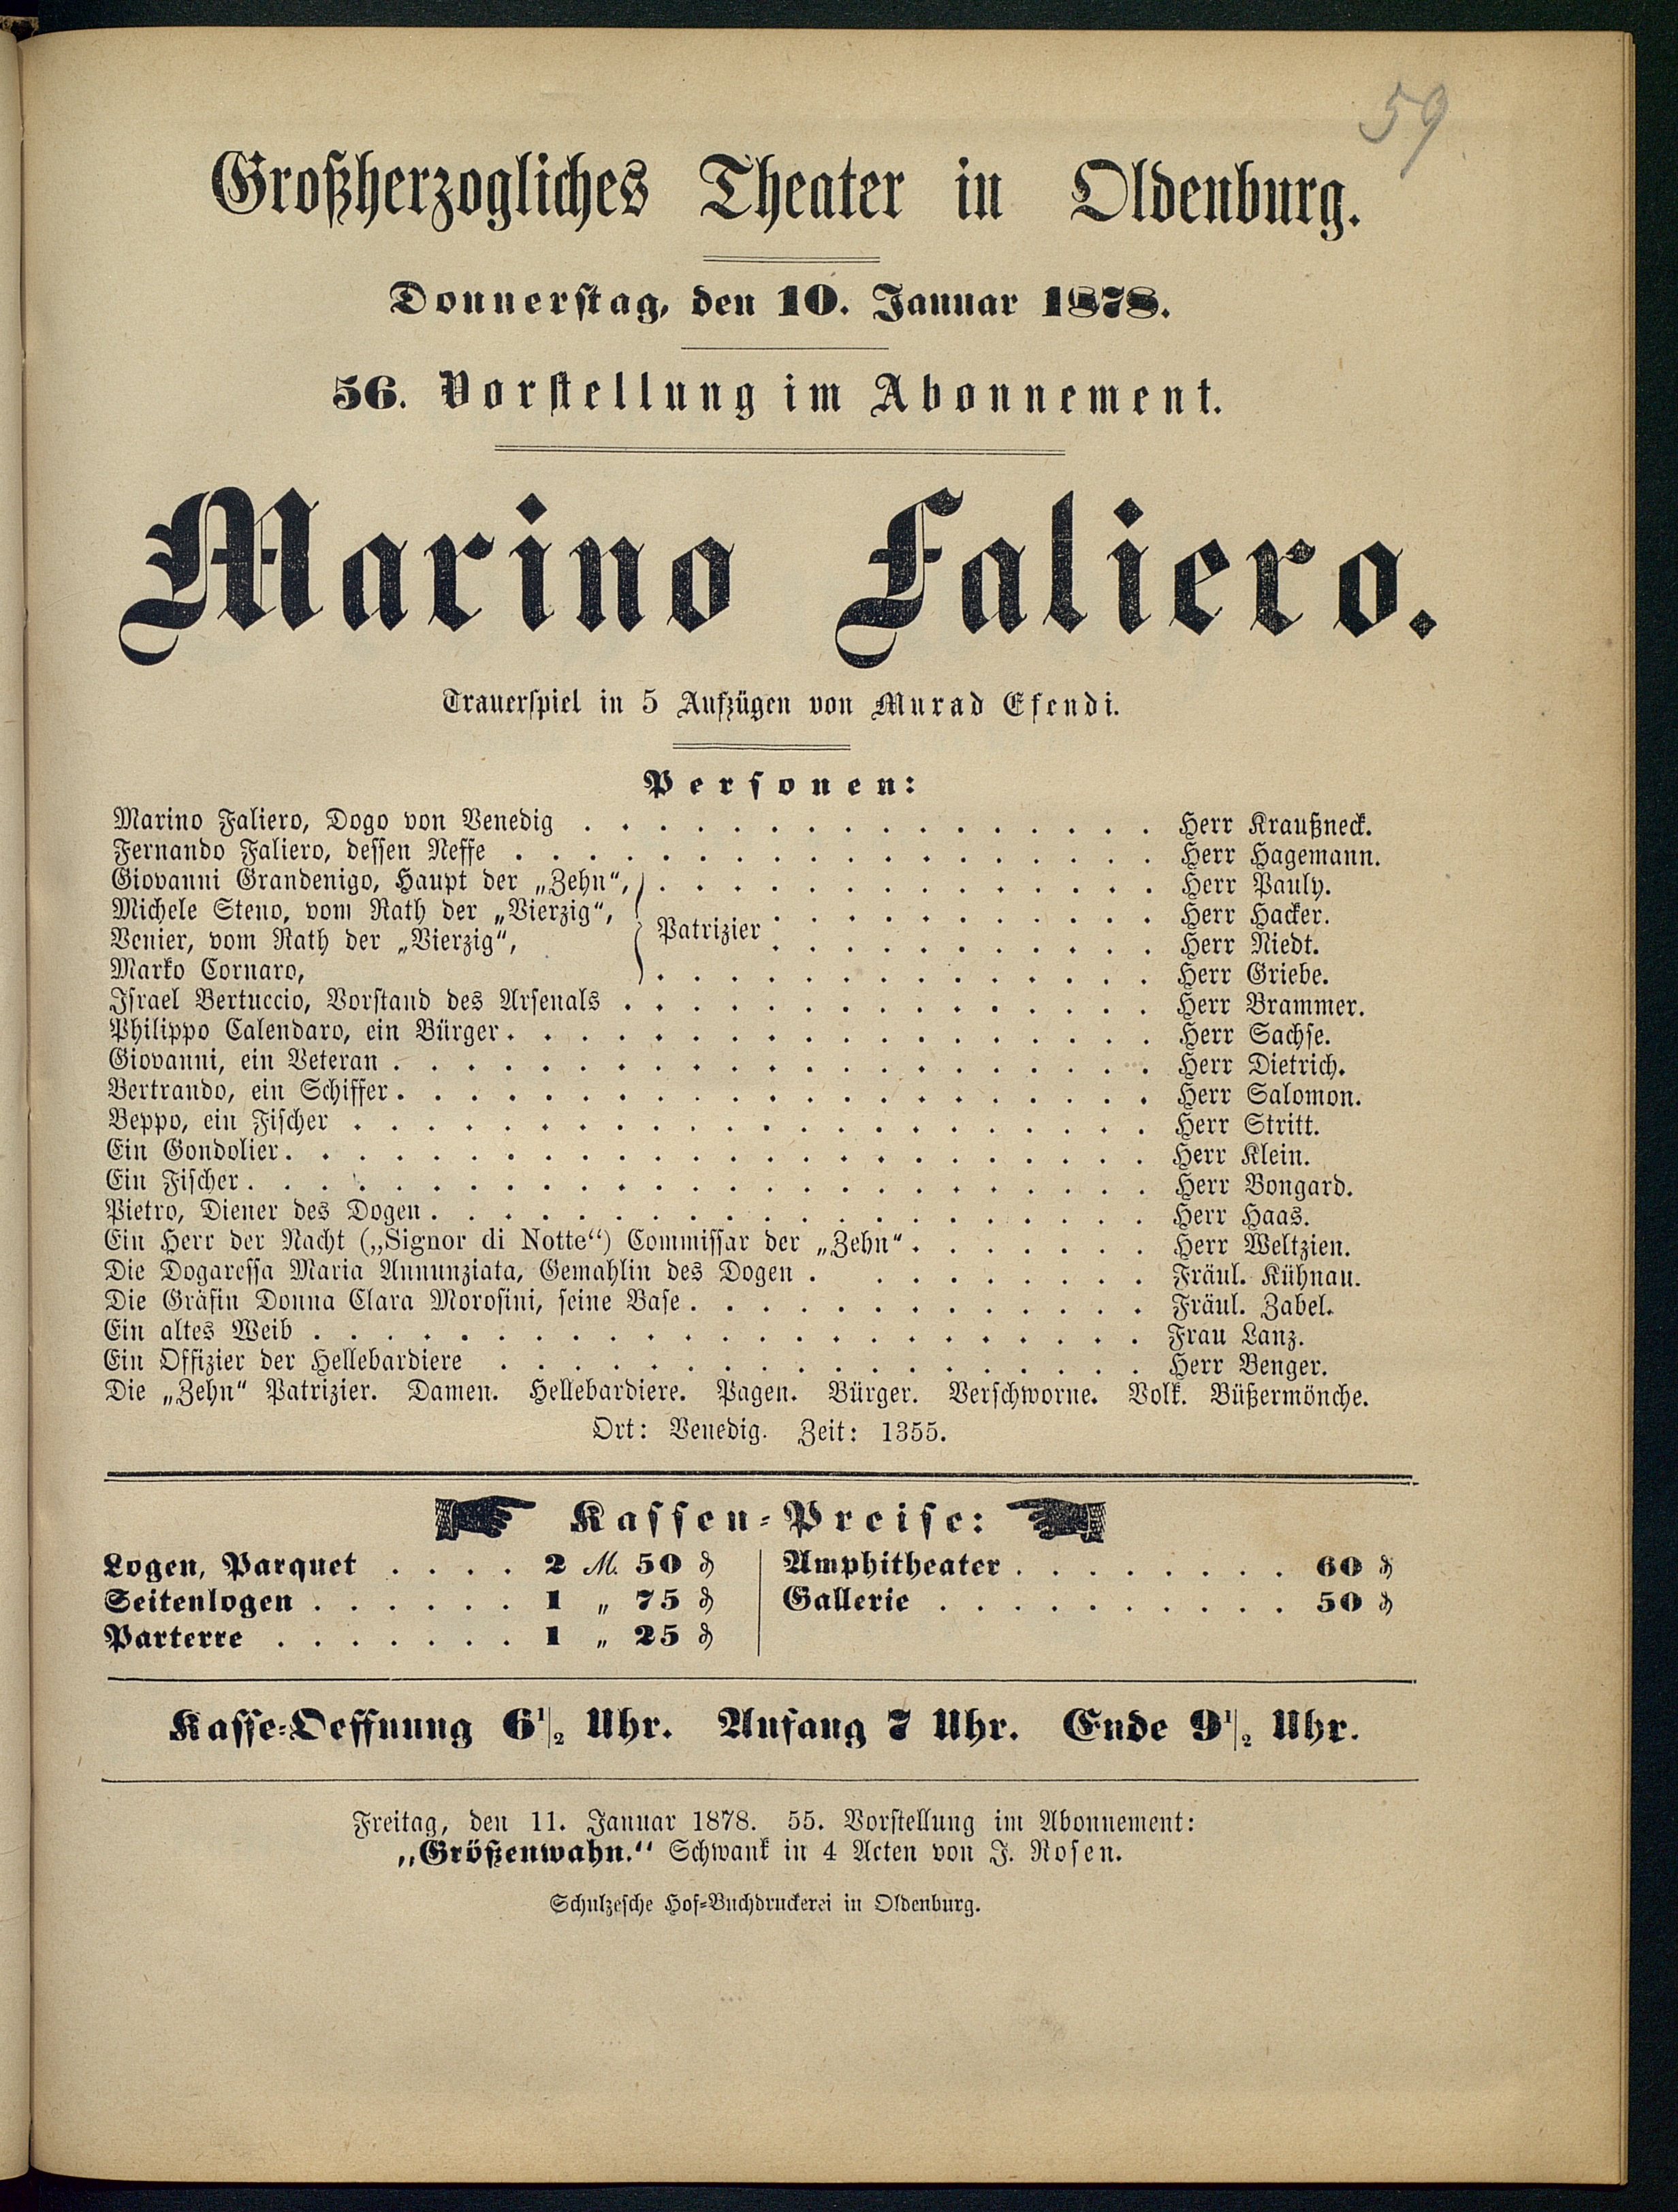 59
Großherzogliches Theater in Oldenburg.
Donnerstag, den 10. Januar 1878.
56. Vorstellung im Abonnement.
Marino Faliero.
Trauerspiel in 5 Aufzügen von Murad Efendi.
Personen:
Marino Faliero, Dogo von Venedig . . . . . . . . . . . . . . . . Herr Kraußneck.
Fernando Faliero, dessen Neffe . . . . . . . . . . . . . . . . . . Herr Hagemann.
Giovanni Grandenigo, Haupt der „Zehn“, . . . . . . . . . . . . . . Herr Pauly.
Michele Steno, vom Rath der „Vierzig“, . . . . . . . . . . . Herr Hacker.
Patrizier
Venier, vom Rath der „Vierzig“, . . . . . . . . . . . Herr Niedt.
Marko Cornaro, . . . . . . . . . . . . . . Herr Griebe.
Israel Bertuccio, Vorstand des Arsenals . . . . . . . . . . . . . . . Herr Brammer.
Philippo Calendaro, ein Bürger . . . . . . . . . . . . . . . . . . Herr Sachse.
Giovanni, ein Veteran . . . . . . . . . . . . . . . . . . . . . Herr Dietrich.
Bertrando, ein Schiffer . . . . . . . . . . . . . . . . . . . . . Herr Salomon.
Beppo, ein Fischer . . . . . . . . . . . . . . . . . . . . . . Herr Stritt.
Ein Gondolier . . . . . . . . . . . . . . . . . . . . . . . . Herr Klein.
Ein Fischer . . . . . . . . . . . . . . . . . . . . . . . . . Herr Bongard.
Pietro, Diener des Dogen . . . . . . . . . . . . . . . . . . . . Herr Haas.
Ein Herr der Nacht („Signor di Notte“) Commissar der „Zehn“ . . . . . . . Herr Weltzien.
Die Dogaressa Maria Annunziata, Gemahlin des Dogen . . . . . . . . . Fräul. Kühnau.
Die Gräfin Donna Clara Morosini, seine Base . . . . . . . . . . . . . Fräul. Zabel.
Ein altes Weib . . . . . . . . . . . . . . . . . . . . . . . Frau Lanz.
Ein Offizier der Hellebardiere . . . . . . . . . . . . . . . . . . Herr Benger.
Die „Zehn“ Patrizier. Damen. Hellebardiere. Pagen. Bürger. Verschworne. Volk. Büßermönche.
Ort: Venedig. Zeit: 1355.
Kassen-Preise:
Logen, Parquet . . . . 2 M. 50 ₰
Seitenlogen . . . . . . 1 „ 75 ₰
Parterre . . . . . . . 1 „ 25 ₰
Amphitheater . . . . . . . . 60 ₰
Gallerie . . . . . . . . . . 50 ₰
Kasse-Oeffnung 6 1/2 Uhr. Anfang 7 Uhr. Ende 9 1/2 Uhr.
Freitag, den 11. Januar 1878. 55. Vorstellung im Abonnement:
„Größenwahn.“ Schwank in 4 Acten von J. Rosen.
Schulzesche Hof-Buchdruckerei in Oldenburg.